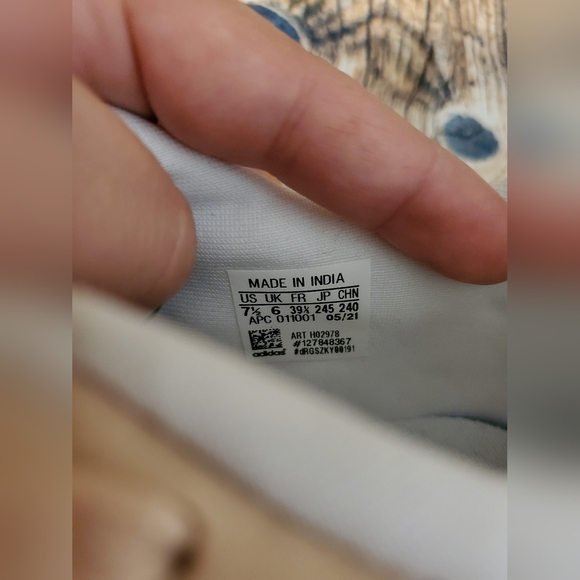 MADE IN INDIA
US UK FR JP CHN
7½ 6 39⅓ 245 240
APC 011001 05/21
ART H02978
#127848367
adidas